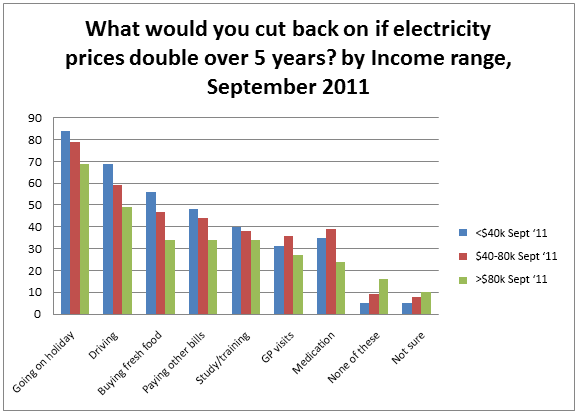 What would you cut back on if electricity
prices double over 5 years? by Income range,
September 2011
90
80
70
60
50
40
30
20
10
0
Going on holiday
Driving
Buying fresh food
Paying other bills
Study/training
GP visits
Medication
None of these
Not sure
<$40k Sept ‘11
$40-80k Sept ‘11
>$80k Sept ‘11